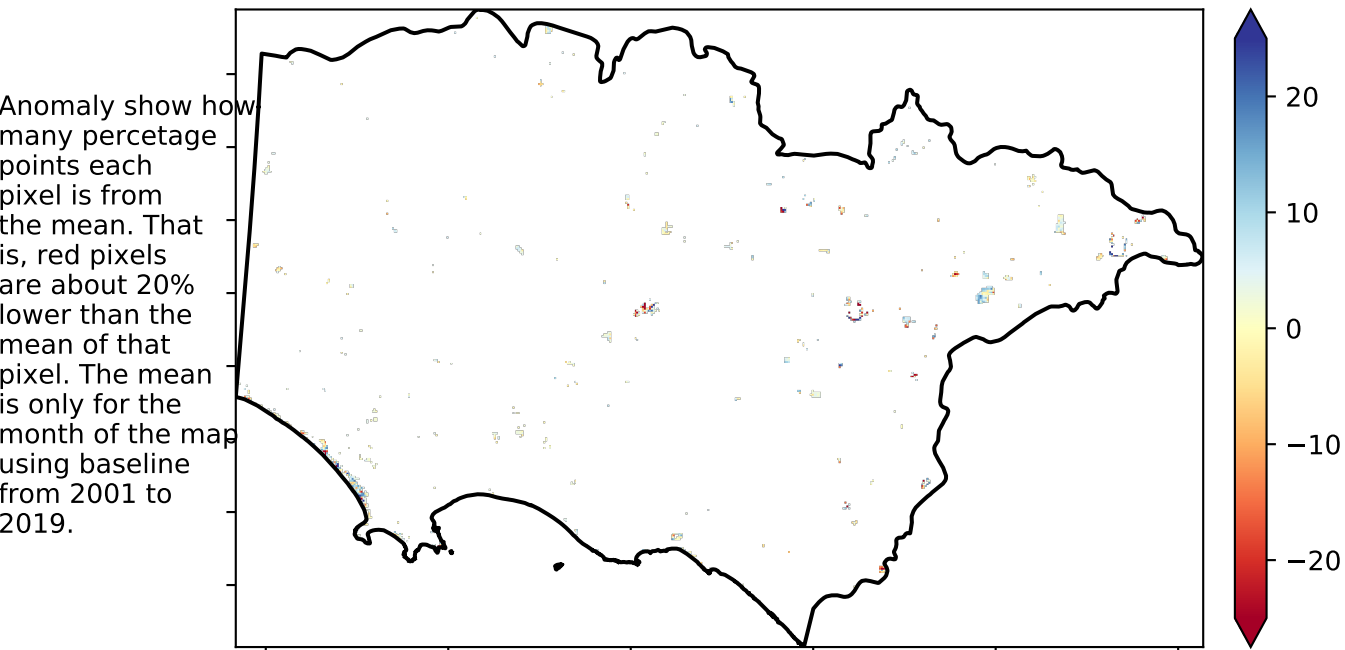 Anomaly show how
many percetage
points each
pixel is from
the mean. That
is, red pixels
are about 20%
lower than the
mean of that
pixel. The mean
is only for the
month of the map
using baseline
from 2001 to
2019.
20
10
0
−10
−20